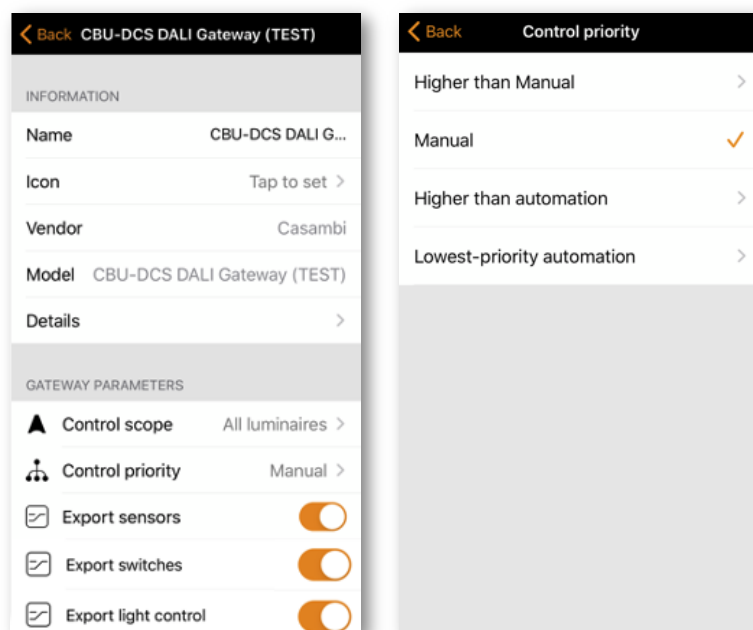 Back CBU-DCS DALI Gateway (TEST)
INFORMATION
Name CBU-DCS DALI G...
Icon Tap to set
Vendor Casambi
Model CBU-DCS DALI Gateway (TEST)
Details
GATEWAY PARAMETERS
Control scope All luminaires
Control priority Manual
Export sensors
Export switches
Export light control
Back Control priority
Higher than Manual
Manual
Higher than automation
Lowest-priority automation